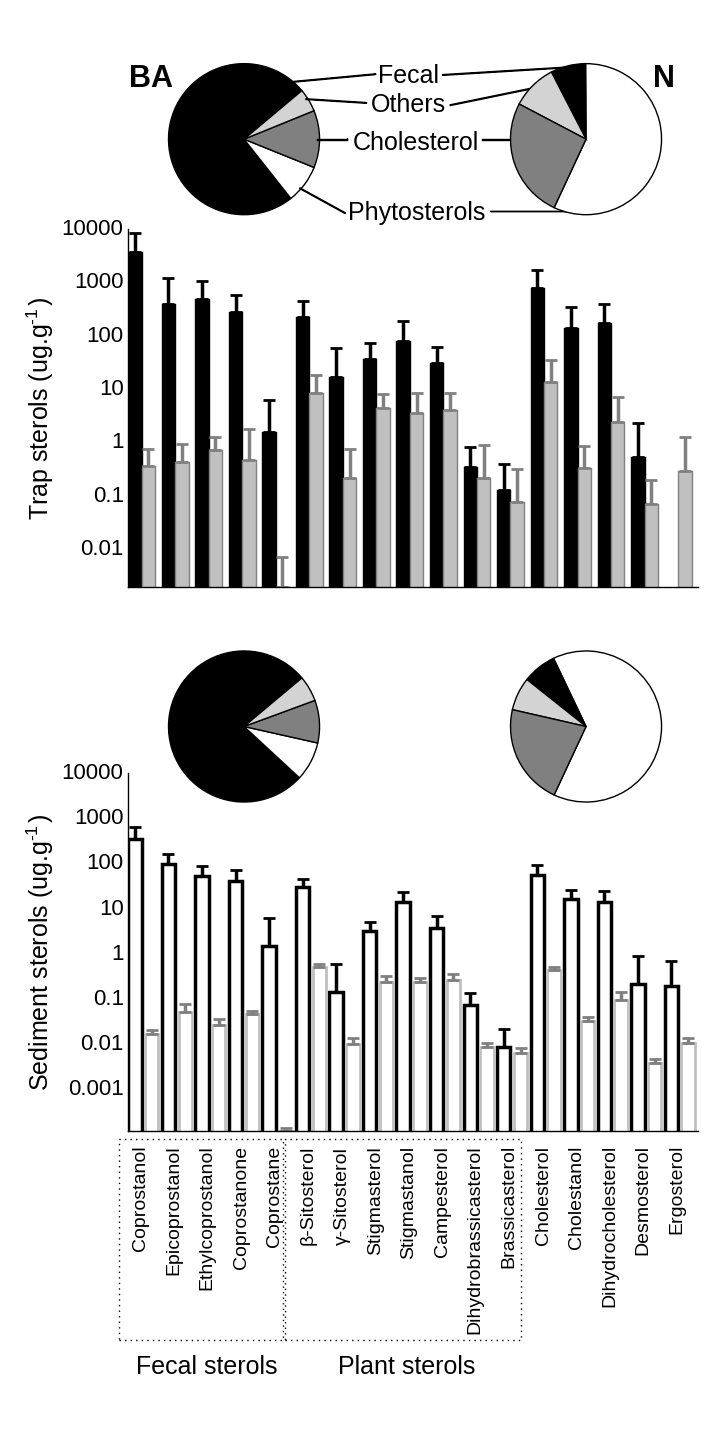 BA
Fecal
N
Others
Cholesterol
Phytosterols
Trap sterols (ug.g-1)
10000
1000
100
10
1
0.1
0.01
Sediment sterols (ug.g-1)
10000
1000
100
10
1
0.1
0.01
0.001
Coprostanol
Epicoprostanol
Ethylcoprostanol
Coprostanone
Coprostane
β-Sitosterol
γ-Sitosterol
Stigmasterol
Stigmastanol
Campesterol
Dihydrobrassicasterol
Brassicasterol
Cholesterol
Cholestanol
Dihydrocholesterol
Desmosterol
Ergosterol
Fecal sterols
Plant sterols